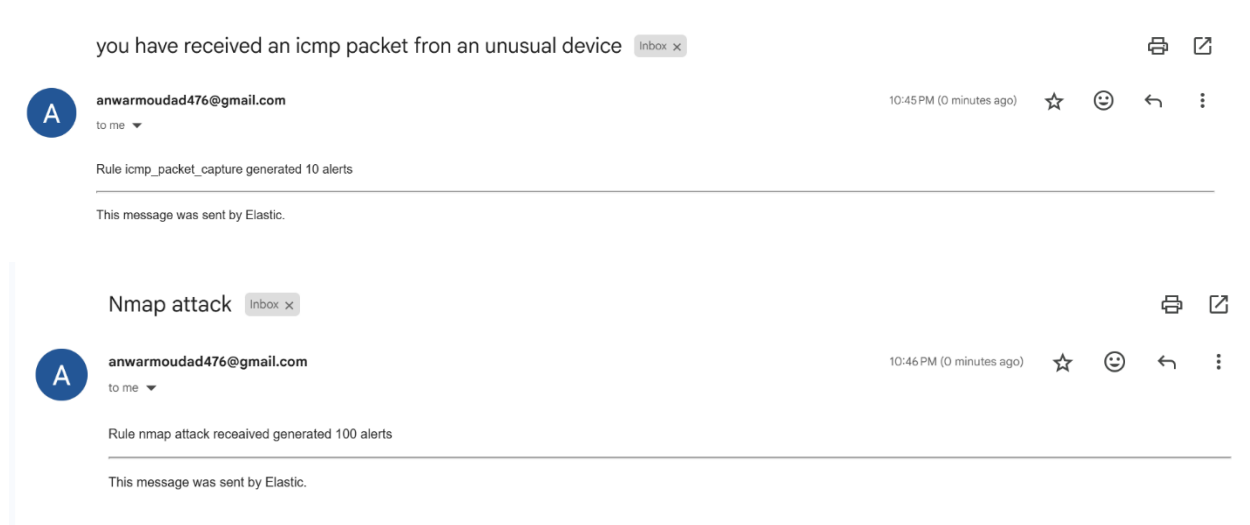 you have received an icmp packet fron an unusual device Inbox x
anwarmoudad476@gmail.com 10:45 PM (0 minutes ago)
A
to me
Rule icmp_packet_capture generated 10 alerts
This message was sent by Elastic.
Nmap attack Inbox x
anwarmoudad476@gmail.com 10:46 PM (0 minutes ago)
A
to me
Rule nmap attack receaived generated 100 alerts
This message was sent by Elastic.